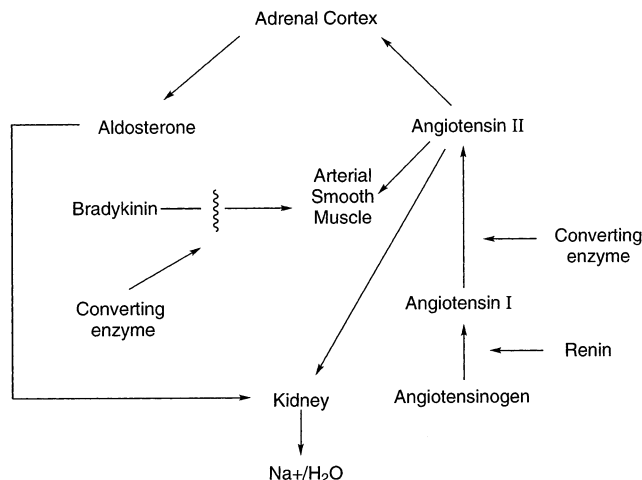 Adrenal Cortex
Aldosterone
Angiotensin II
Arterial
Smooth
Muscle
Bradykinin
Converting
enzyme
Converting
enzyme
Angiotensin I
Renin
Kidney
Angiotensinogen
Na+/H₂O